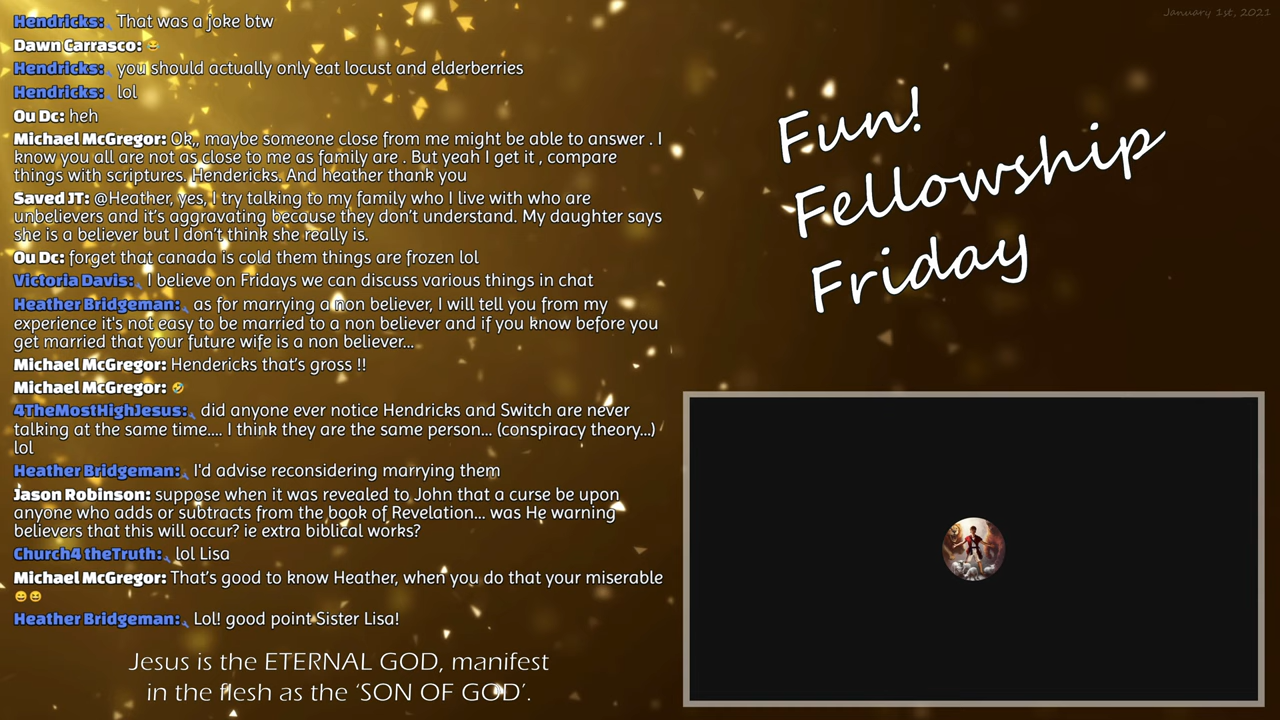 Hendricks: That was a joke btw
Dawn Carrasco: 😂
Hendricks: you should actually only eat locust and elderberries
Hendricks: lol
Ou Dc: heh
Michael McGregor: Ok,, maybe someone close from me might be able to answer . I
know you all are not as close to me as family are . But yeah I get it , compare
things with scriptures. Hendericks. And heather thank you
Saved JT: @Heather, yes, I try talking to my family who I live with who are
unbelievers and it's aggravating because they don't understand. My daughter says
she is a believer but I don't think she really is.
Ou Dc: forget that canada is cold them things are frozen lol
Victoria Davis: I believe on Fridays we can discuss various things in chat
Heather Bridgeman: as for marrying a non believer, I will tell you from my
experience it's not easy to be married to a non believer and if you know before you
get married that your future wife is a non believer...
Michael McGregor: Hendericks that's gross !!
Michael McGregor: 🤣
4TheMostHighJesus: did anyone ever notice Hendricks and Switch are never
talking at the same time.... I think they are the same person... (conspiracy theory...)
lol
Heather Bridgeman: I'd advise reconsidering marrying them
Jason Robinson: suppose when it was revealed to John that a curse be upon
anyone who adds or subtracts from the book of Revelation... was He warning
believers that this will occur? ie extra biblical works?
Church4 theTruth: lol Lisa
Michael McGregor: That's good to know Heather, when you do that your miserable
😄😄
Heather Bridgeman: Lol! good point Sister Lisa!
Jesus is the ETERNAL GOD, manifest
in the flesh as the 'SON OF GOD'.
January 1st, 2021
Fun!
Fellowship
Friday